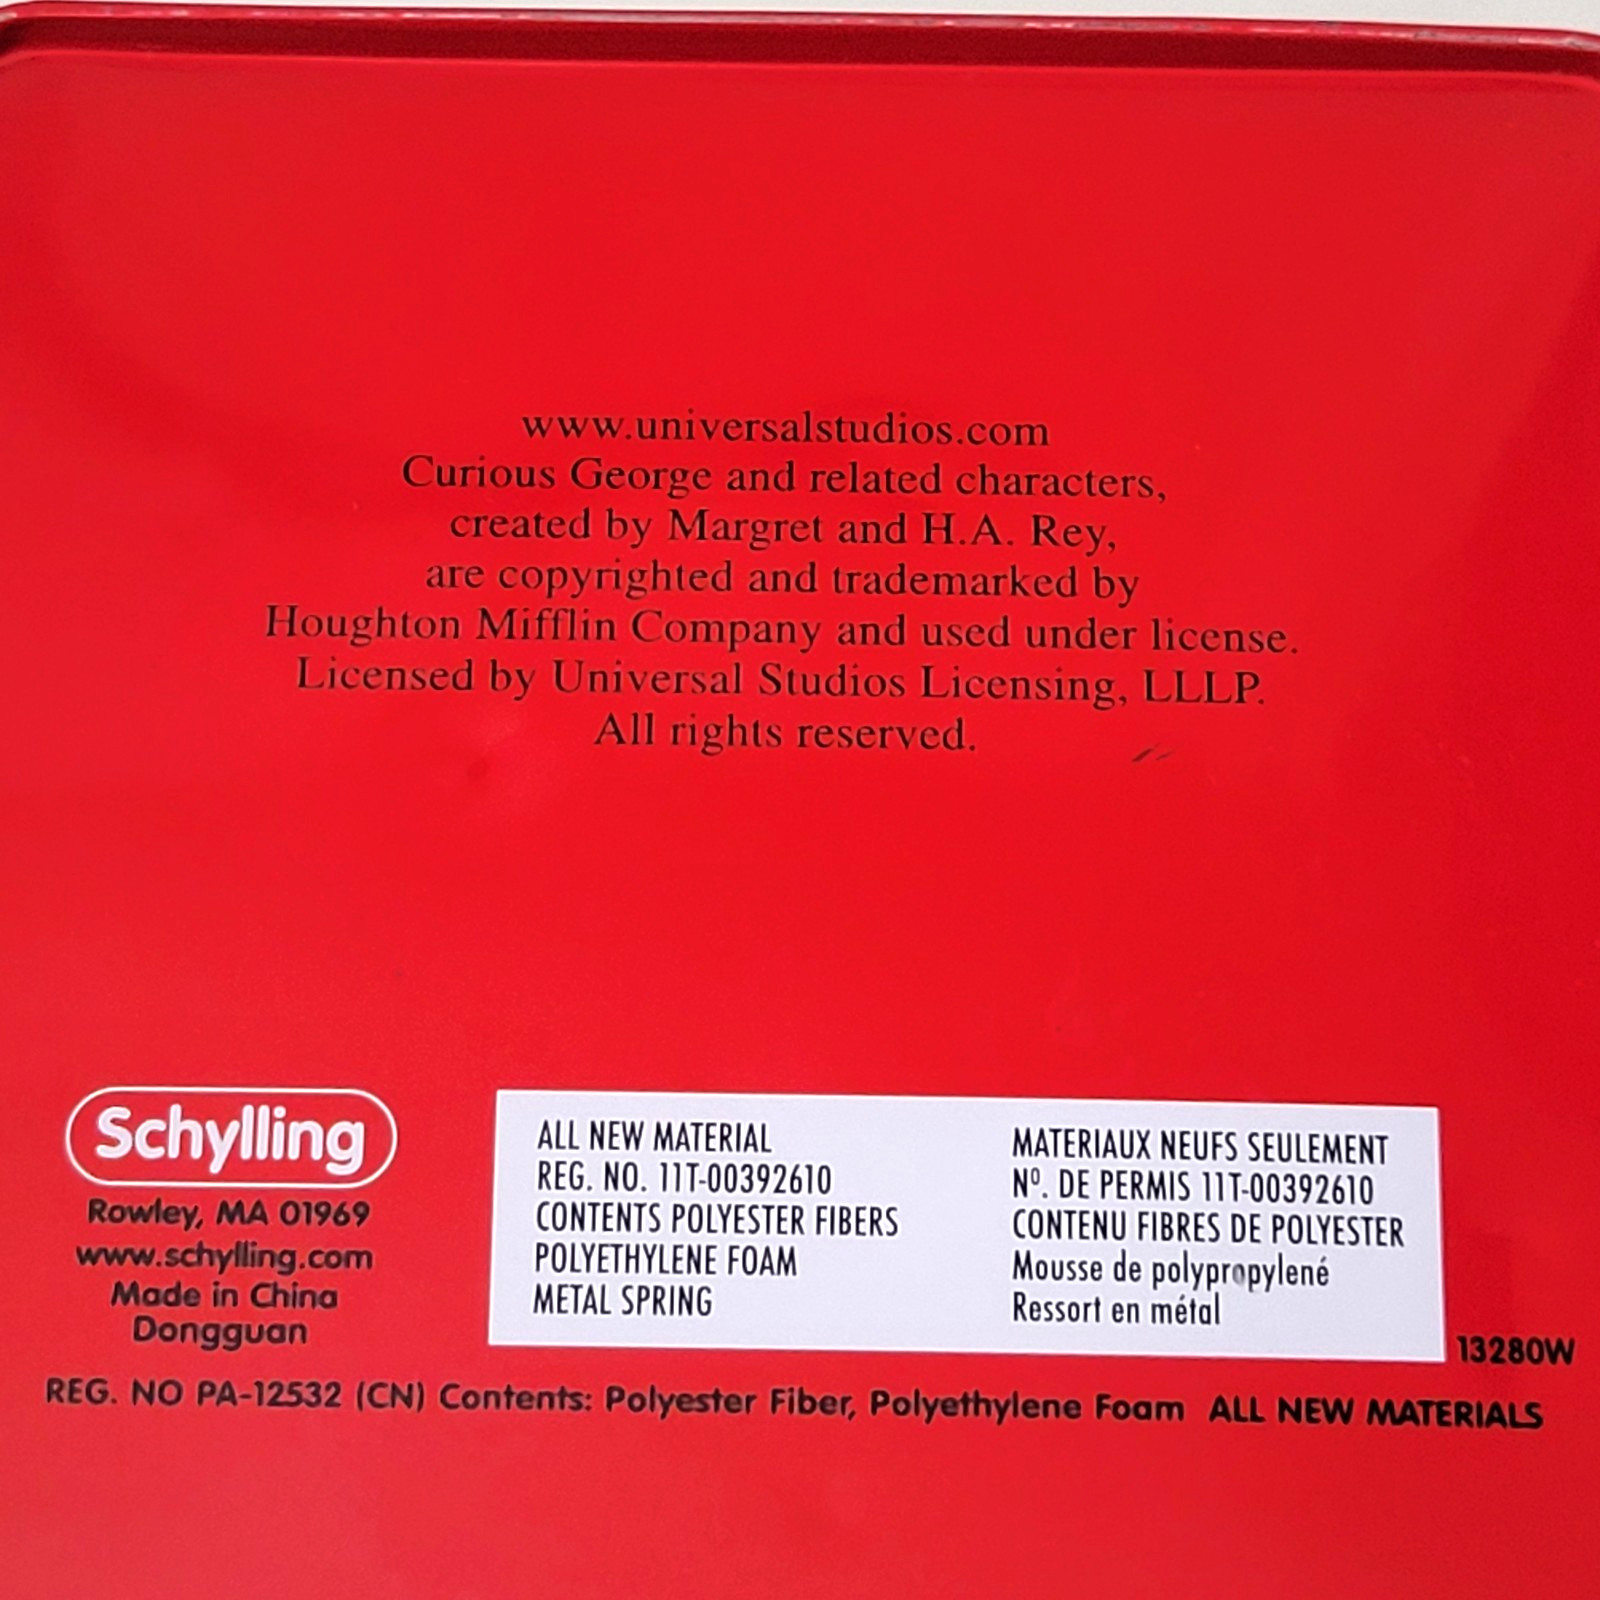 www.universalstudios.com
Curious George and related characters,
created by Margret and H.A. Rey,
are copyrighted and trademarked by
Houghton Mifflin Company and used under license.
Licensed by Universal Studios Licensing, LLLP.
All rights reserved.
Schylling
Rowley, MA 01969
www.schylling.com
Made in China
Dongguan
ALL NEW MATERIAL
REG. NO. 11T-00392610
CONTENTS POLYESTER FIBERS
POLYETHYLENE FOAM
METAL SPRING
MATERIAUX NEUFS SEULEMENT
Nº. DE PERMIS 11T-00392610
CONTENU FIBRES DE POLYESTER
Mousse de polypropylené
Ressort en métal
13280W
REG. NO PA-12532 (CN) Contents: Polyester Fiber, Polyethylene Foam ALL NEW MATERIALS